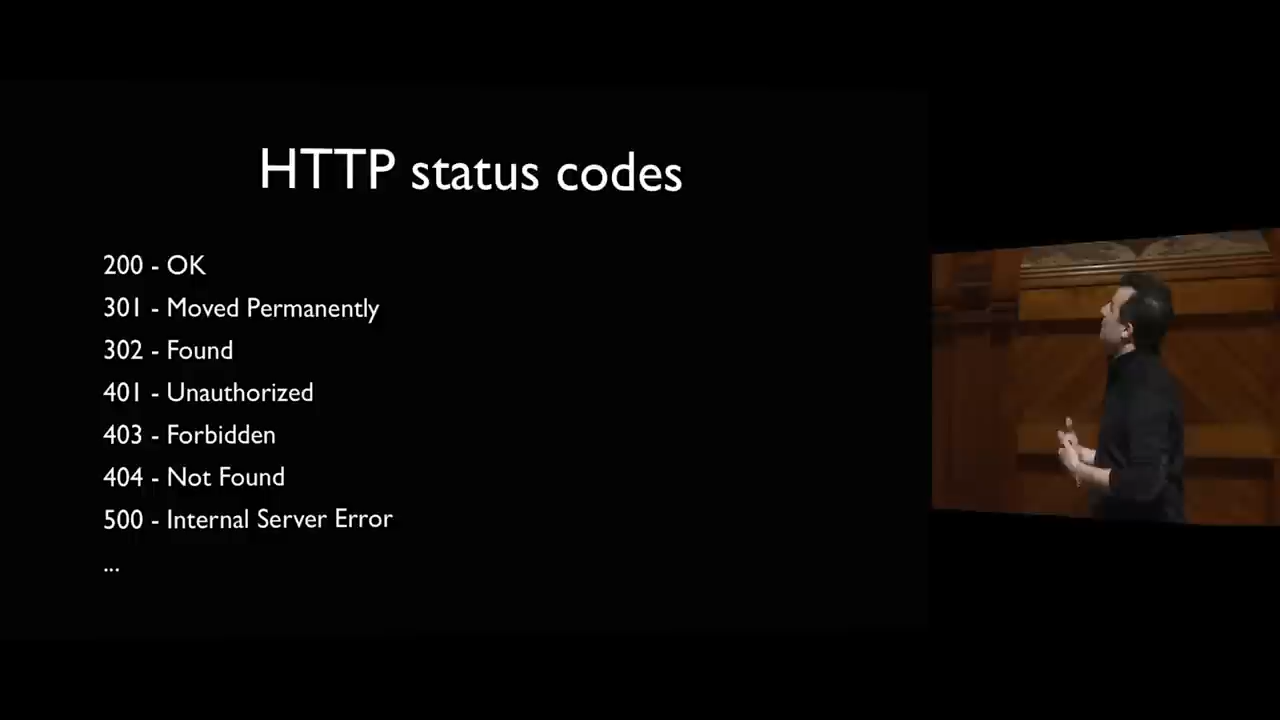 HTTP status codes
200 - OK
301 - Moved Permanently
302 - Found
401 - Unauthorized
403 - Forbidden
404 - Not Found
500 - Internal Server Error
...